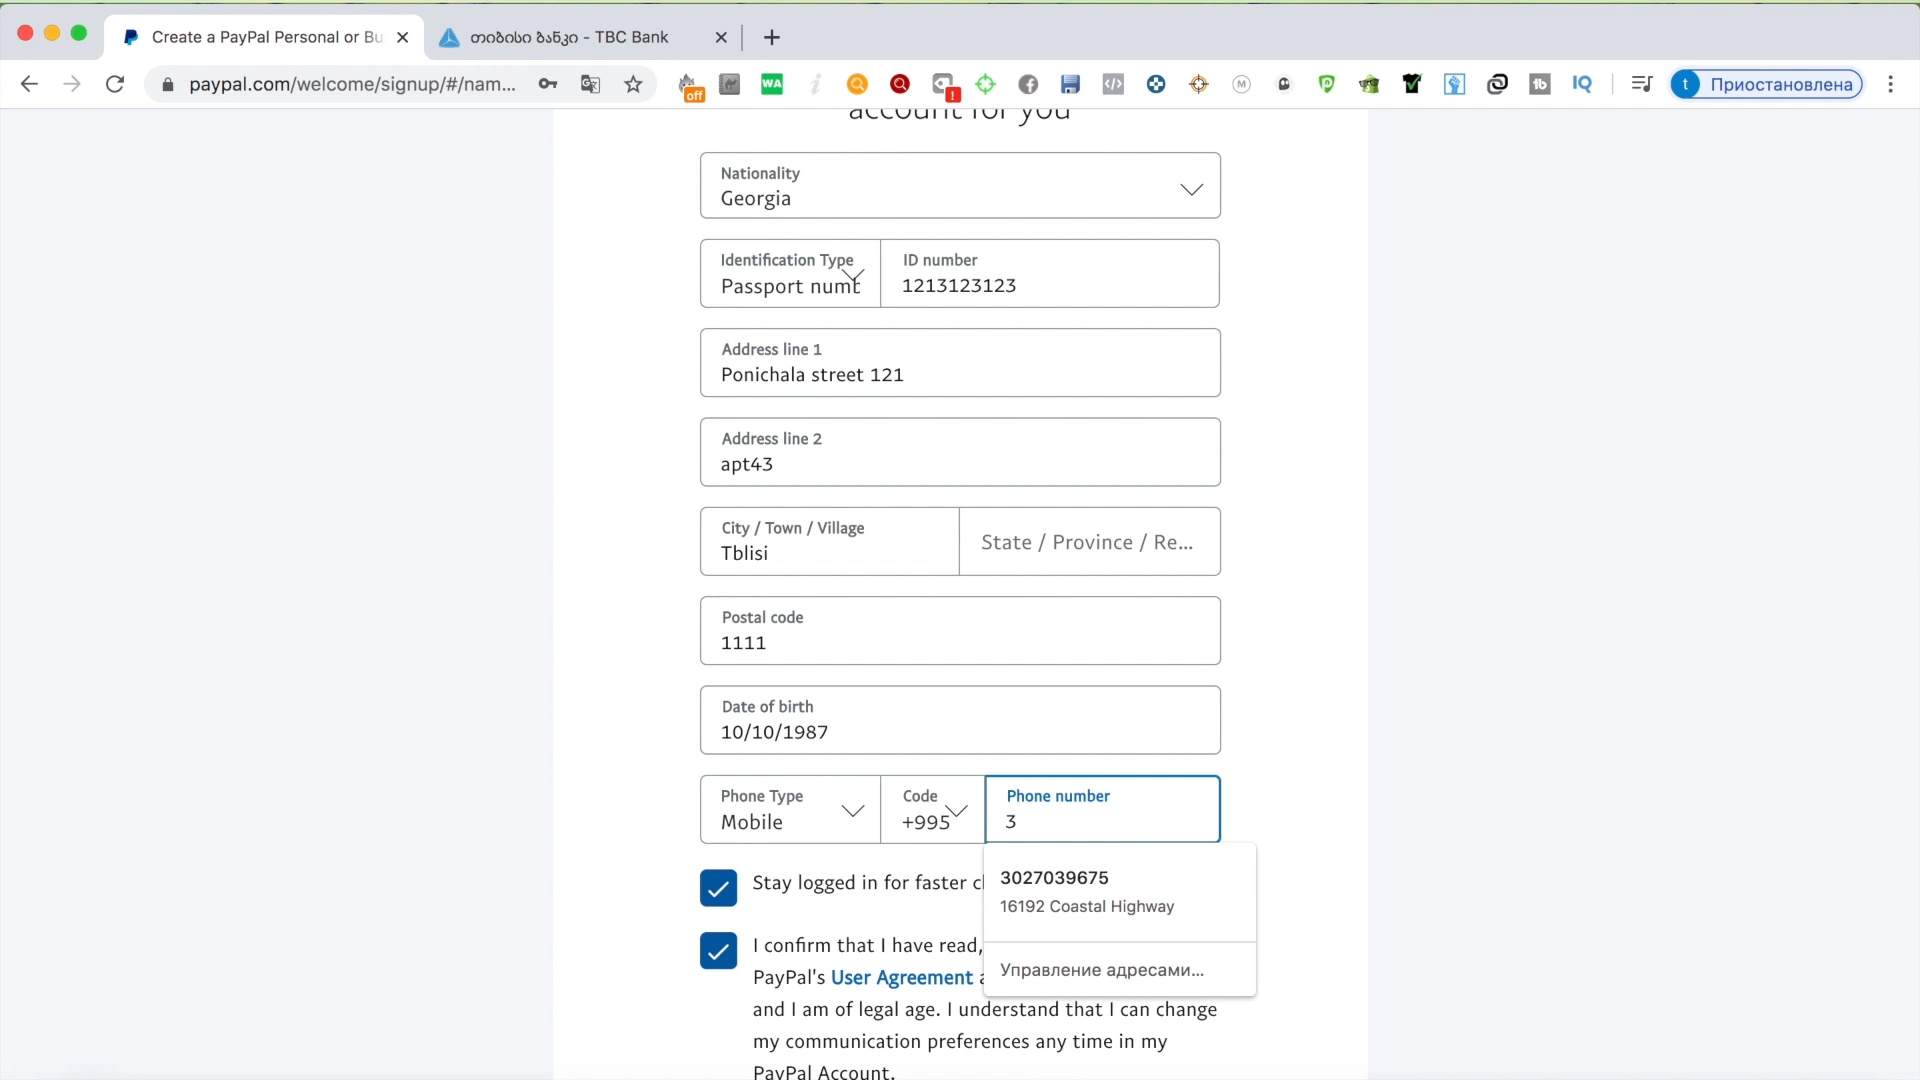 Create a PayPal Personal or Bu
თიბისი ბანკი - TBC Bank
paypal.com/welcome/signup/#/nam...
off
WA
IQ
t Приостановлена
account for you
Nationality
Georgia
Identification Type
Passport numb
ID number
1213123123
Address line 1
Ponichala street 121
Address line 2
apt43
City / Town / Village
Tblisi
State / Province / Re...
Postal code
1111
Date of birth
10/10/1987
Phone Type
Mobile
Code
+995
Phone number
3
3027039675
16192 Coastal Highway
Управление адресами...
Stay logged in for faster cl
I confirm that I have read,
PayPal's User Agreement a
and I am of legal age. I understand that I can change
my communication preferences any time in my
PayPal Account.